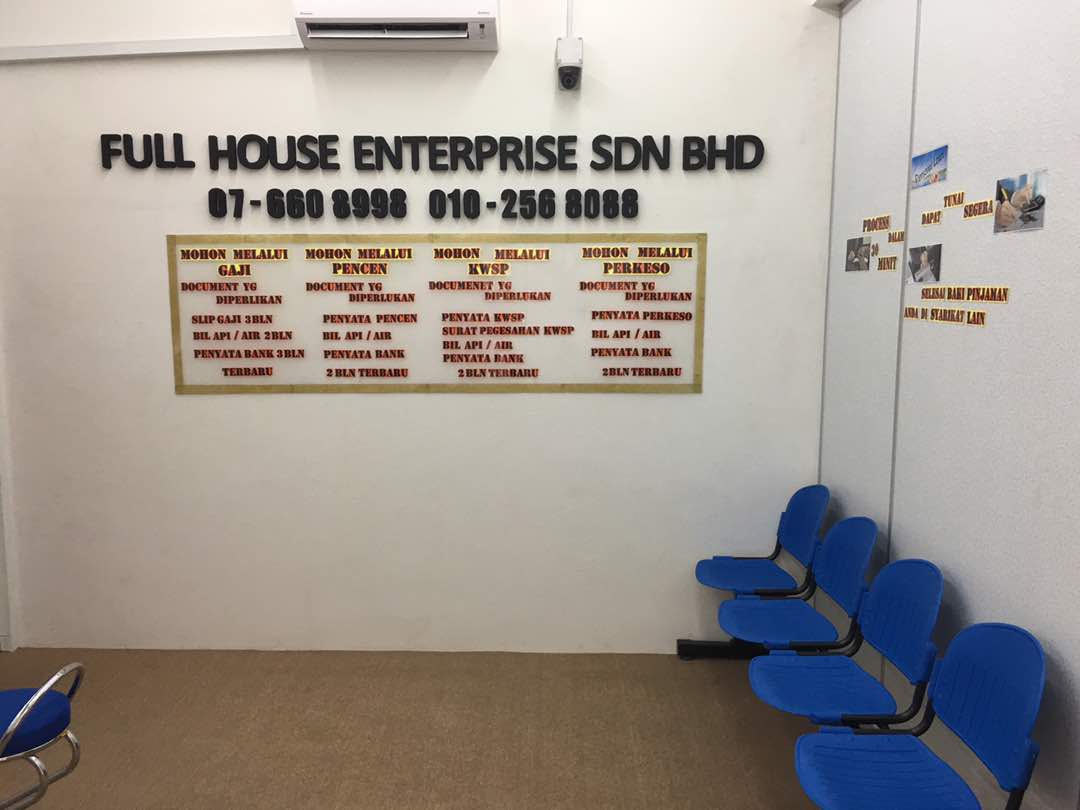 FULL HOUSE ENTERPRISE SDN BHD
07-660 8998 010-256 8088
MOHON MELALUI
GAJI
DOCUMENT YG
DIPERLIKAN
SLIP GAJI 3BLN
BIL API / AIR 2BLN
PENYATA BANK 3BLN
TERBARU
MOHON MELALUI
PENCEN
DOCUMENT YG
DIPERLUKAN
PENYATA PENCEN
BIL API / AIR
PENYATA BANK
2 BLN TERBARU
MOHON MELALUI
KWSP
DOCUMENET YG
DIPERLUKAN
PENYATA KWSP
SURAT PEGESAHAN KWSP
BIL API / AIR
PENYATA BANK
2 BLN TERBARU
MOHON MELALUI
PERKESO
DOCUMENT YG
DIPERLUKAN
PENYATA PERKESO
BIL API / AIR
PENYATA BANK
2BLN TERBARU
PROCESS
DALAM
30
MINIT
DAPAT
TUNAI
SEGERA
SELESAI BAKI PINJAMAN
ANDA DI SYARIKAT LAIN